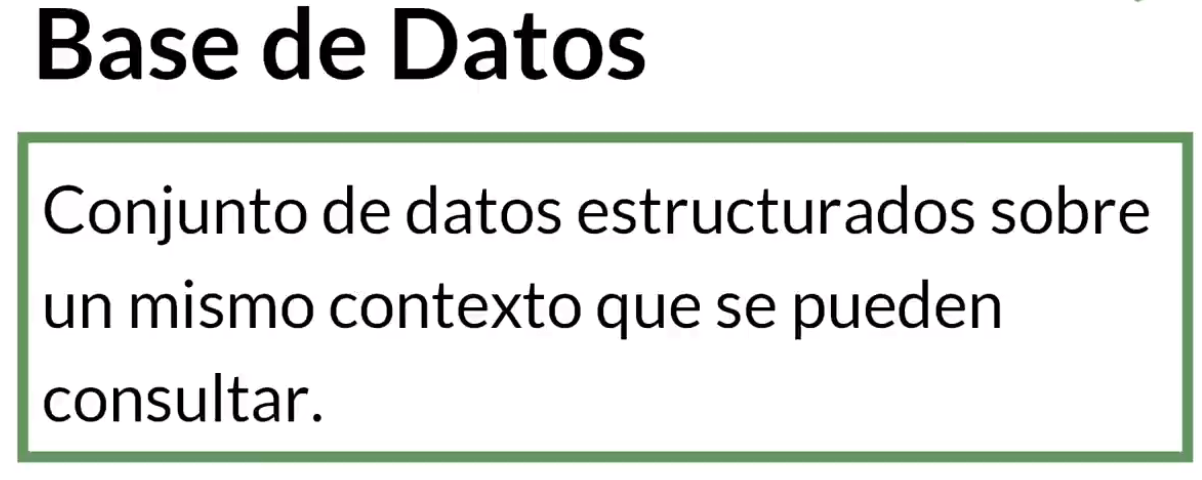 Base de Datos
Conjunto de datos estructurados sobre
un mismo contexto que se pueden
consultar.